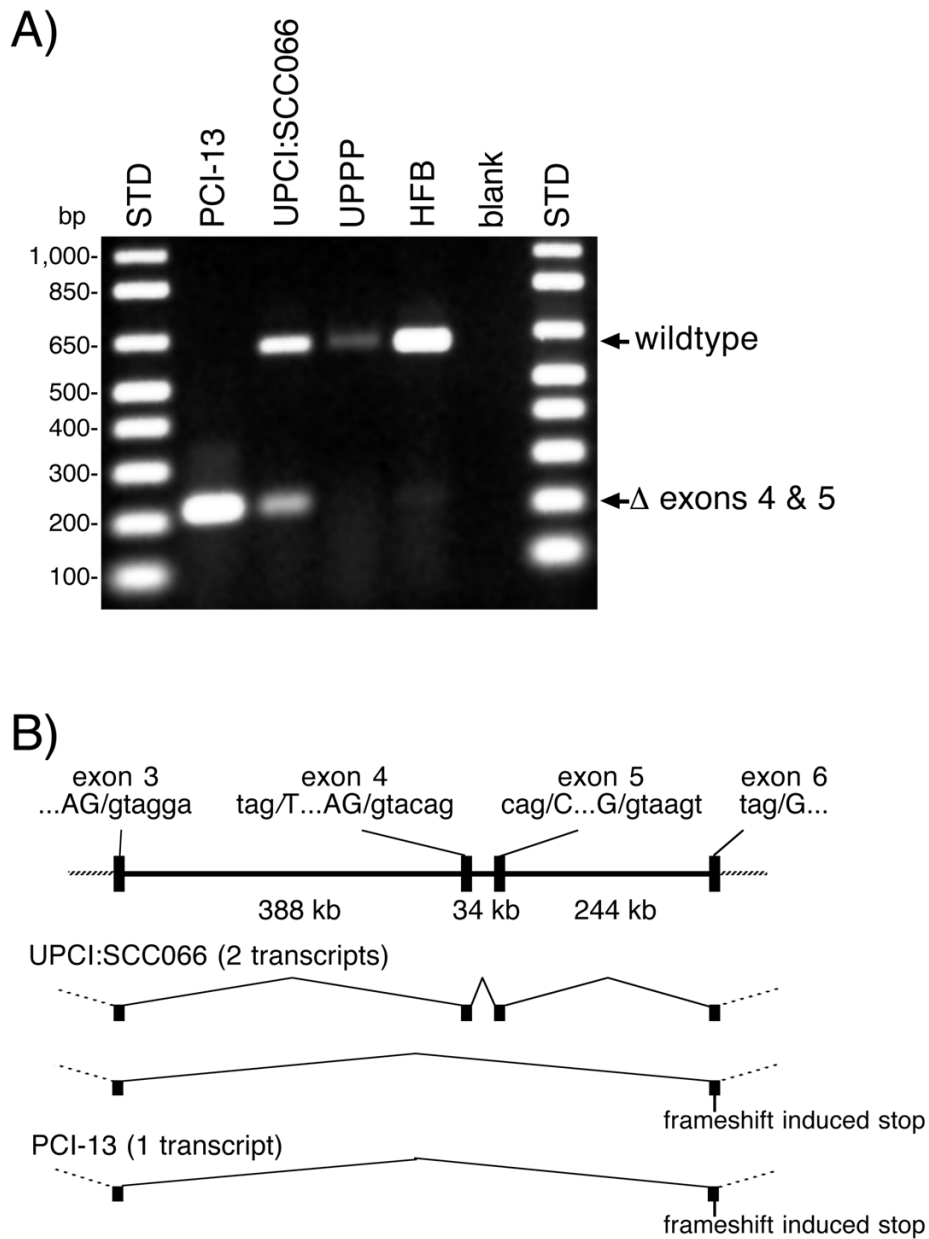 A)
bp
STD
PCI-13
UPCI:SCC066
UPPP
HFB
blank
STD
1,000-
850-
650-
500-
400-
300-
200-
100-
wildtype
Δ exons 4 & 5
B)
exon 3 exon 4 exon 5 exon 6
...AG/gtagga tag/T...AG/gtacag cag/C...G/gtaagt tag/G...
388 kb 34 kb 244 kb
UPCI:SCC066 (2 transcripts)
frameshift induced stop
PCI-13 (1 transcript)
frameshift induced stop